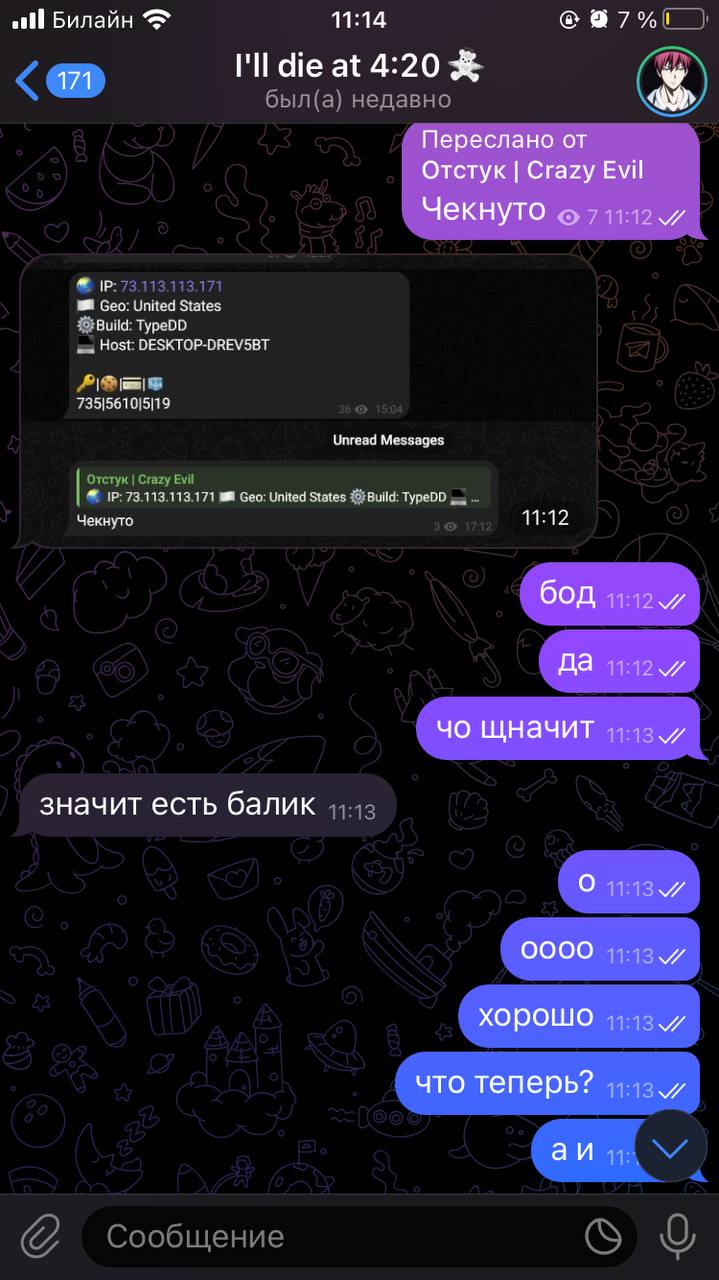 Билайн 11:14 7 %
171
I'll die at 4:20
был(а) недавно
Переслано от
Отстук | Crazy Evil
Чекнуто 7 11:12
IP: 73.113.113.171
Geo: United States
Build: TypeDD
Host: DESKTOP-DREV5BT
|||
735|5610|5|19
36 15:04
Unread Messages
Отстук | Crazy Evil
IP: 73.113.113.171 Geo: United States Build: TypeDD ...
Чекнуто
3 17:12
11:12
бод 11:12
да 11:12
чо щначит 11:13
значит есть балик 11:13
о 11:13
оооо 11:13
хорошо 11:13
что теперь? 11:13
а и
Сообщение